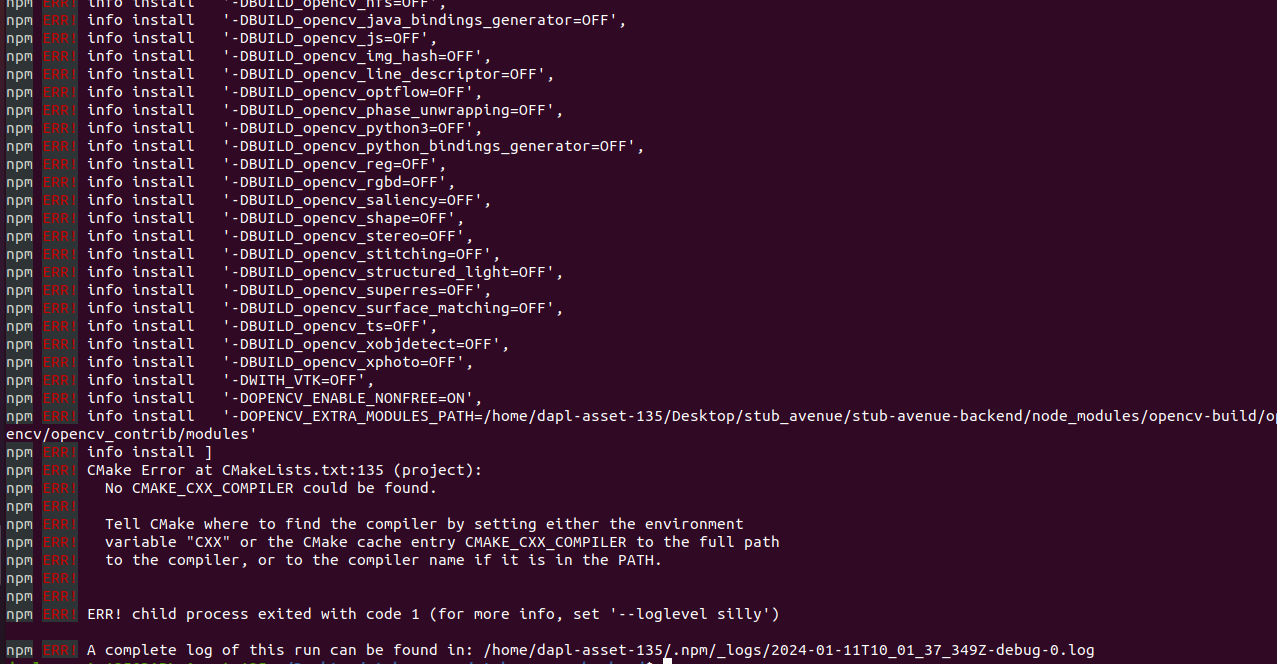 npm ERR! info install   '-DBUILD_opencv_hfs=OFF',
npm ERR! info install   '-DBUILD_opencv_java_bindings_generator=OFF',
npm ERR! info install   '-DBUILD_opencv_js=OFF',
npm ERR! info install   '-DBUILD_opencv_img_hash=OFF',
npm ERR! info install   '-DBUILD_opencv_line_descriptor=OFF',
npm ERR! info install   '-DBUILD_opencv_optflow=OFF',
npm ERR! info install   '-DBUILD_opencv_phase_unwrapping=OFF',
npm ERR! info install   '-DBUILD_opencv_python3=OFF',
npm ERR! info install   '-DBUILD_opencv_python_bindings_generator=OFF',
npm ERR! info install   '-DBUILD_opencv_reg=OFF',
npm ERR! info install   '-DBUILD_opencv_rgbd=OFF',
npm ERR! info install   '-DBUILD_opencv_saliency=OFF',
npm ERR! info install   '-DBUILD_opencv_shape=OFF',
npm ERR! info install   '-DBUILD_opencv_stereo=OFF',
npm ERR! info install   '-DBUILD_opencv_stitching=OFF',
npm ERR! info install   '-DBUILD_opencv_structured_light=OFF',
npm ERR! info install   '-DBUILD_opencv_superres=OFF',
npm ERR! info install   '-DBUILD_opencv_surface_matching=OFF',
npm ERR! info install   '-DBUILD_opencv_ts=OFF',
npm ERR! info install   '-DBUILD_opencv_xobjdetect=OFF',
npm ERR! info install   '-DBUILD_opencv_xphoto=OFF',
npm ERR! info install   '-DWITH_VTK=OFF',
npm ERR! info install   '-DOPENCV_ENABLE_NONFREE=ON',
npm ERR! info install   '-DOPENCV_EXTRA_MODULES_PATH=/home/dapl-asset-135/Desktop/stub_avenue/stub-avenue-backend/node_modules/opencv-build/op
encv/opencv_contrib/modules'
npm ERR! info install ]
npm ERR! CMake Error at CMakeLists.txt:135 (project):
npm ERR!   No CMAKE_CXX_COMPILER could be found.
npm ERR!
npm ERR!   Tell CMake where to find the compiler by setting either the environment
npm ERR!   variable "CXX" or the CMake cache entry CMAKE_CXX_COMPILER to the full path
npm ERR!   to the compiler, or to the compiler name if it is in the PATH.
npm ERR!
npm ERR!
npm ERR! ERR! child process exited with code 1 (for more info, set '--loglevel silly')
npm ERR! A complete log of this run can be found in: /home/dapl-asset-135/.npm/_logs/2024-01-11T10_01_37_349Z-debug-0.log